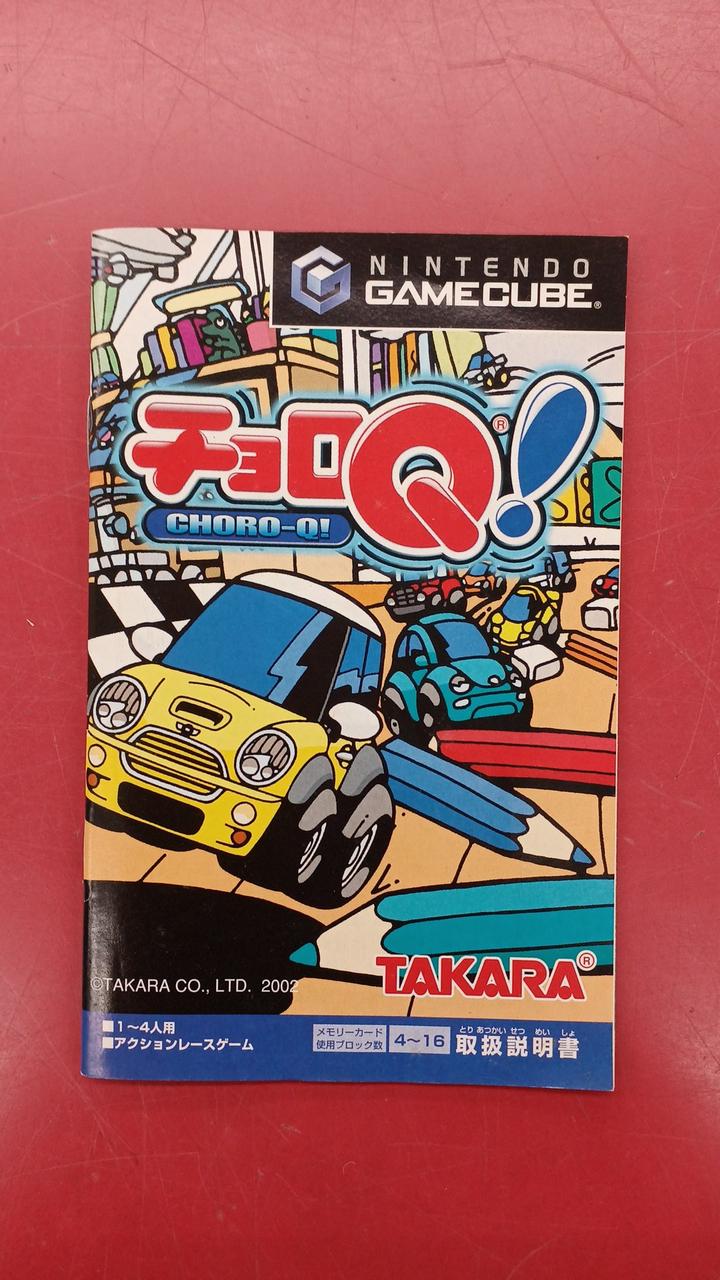 NINTENDO
GAMECUBE®
チョロQ®!
CHORO-Q!
©TAKARA CO., LTD. 2002
TAKARA®
■1〜4人用
■アクションレースゲーム
メモリーカード
使用ブロック数
4〜16
とりあつかいせつめいしょ
取扱説明書